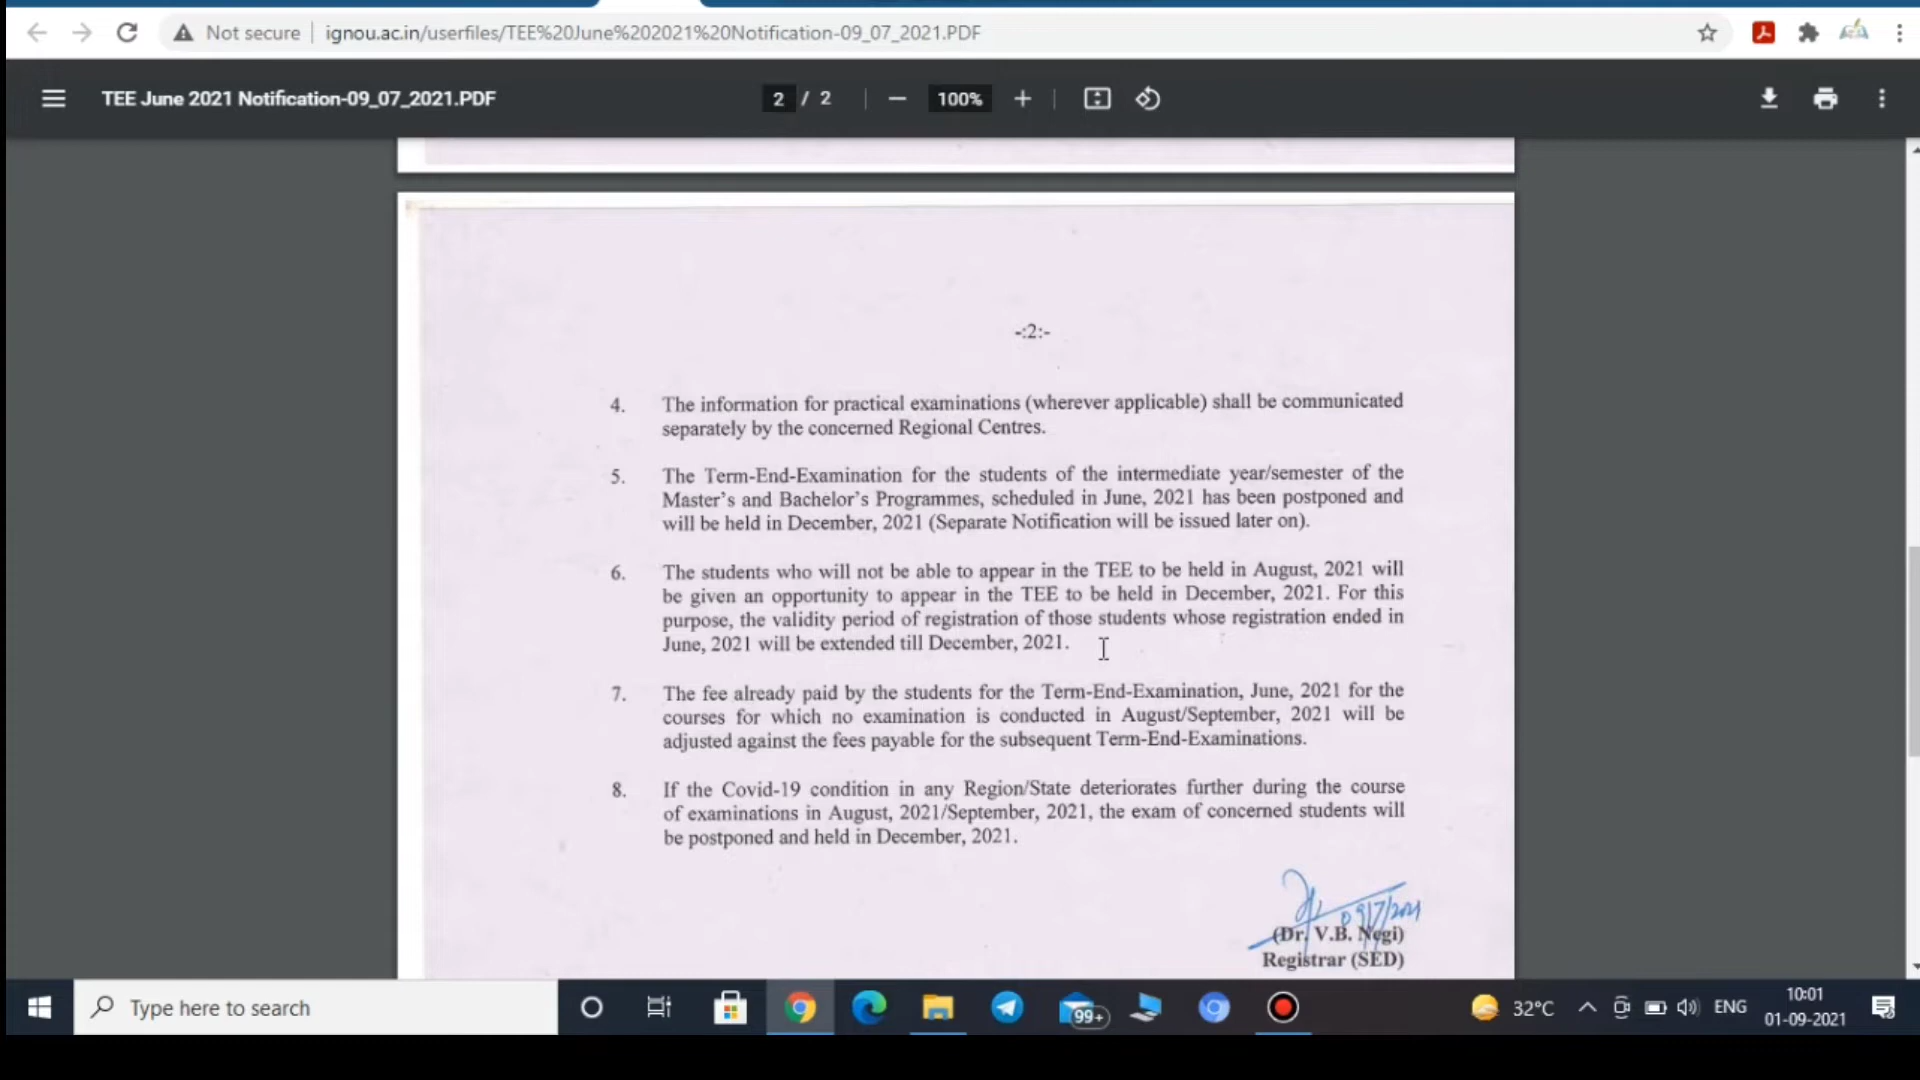 Not secure
ignou.ac.in/userfiles/TEE%20June%202021%20Notification-09_07_2021.PDF
TEE June 2021 Notification-09_07_2021.PDF
2 / 2
100%
-:2:-
4. The information for practical examinations (wherever applicable) shall be communicated
separately by the concerned Regional Centres.
5. The Term-End-Examination for the students of the intermediate year/semester of the
Master's and Bachelor's Programmes, scheduled in June, 2021 has been postponed and
will be held in December, 2021 (Separate Notification will be issued later on).
6. The students who will not be able to appear in the TEE to be held in August, 2021 will
be given an opportunity to appear in the TEE to be held in December, 2021. For this
purpose, the validity period of registration of those students whose registration ended in
June, 2021 will be extended till December, 2021.
7. The fee already paid by the students for the Term-End-Examination, June, 2021 for the
courses for which no examination is conducted in August/September, 2021 will be
adjusted against the fees payable for the subsequent Term-End-Examinations.
8. If the Covid-19 condition in any Region/State deteriorates further during the course
of examinations in August, 2021/September, 2021, the exam of concerned students will
be postponed and held in December, 2021.
09/7/2021
(Dr. V.B. Negi)
Registrar (SED)
Type here to search
99+
32°C
ENG
10:01
01-09-2021